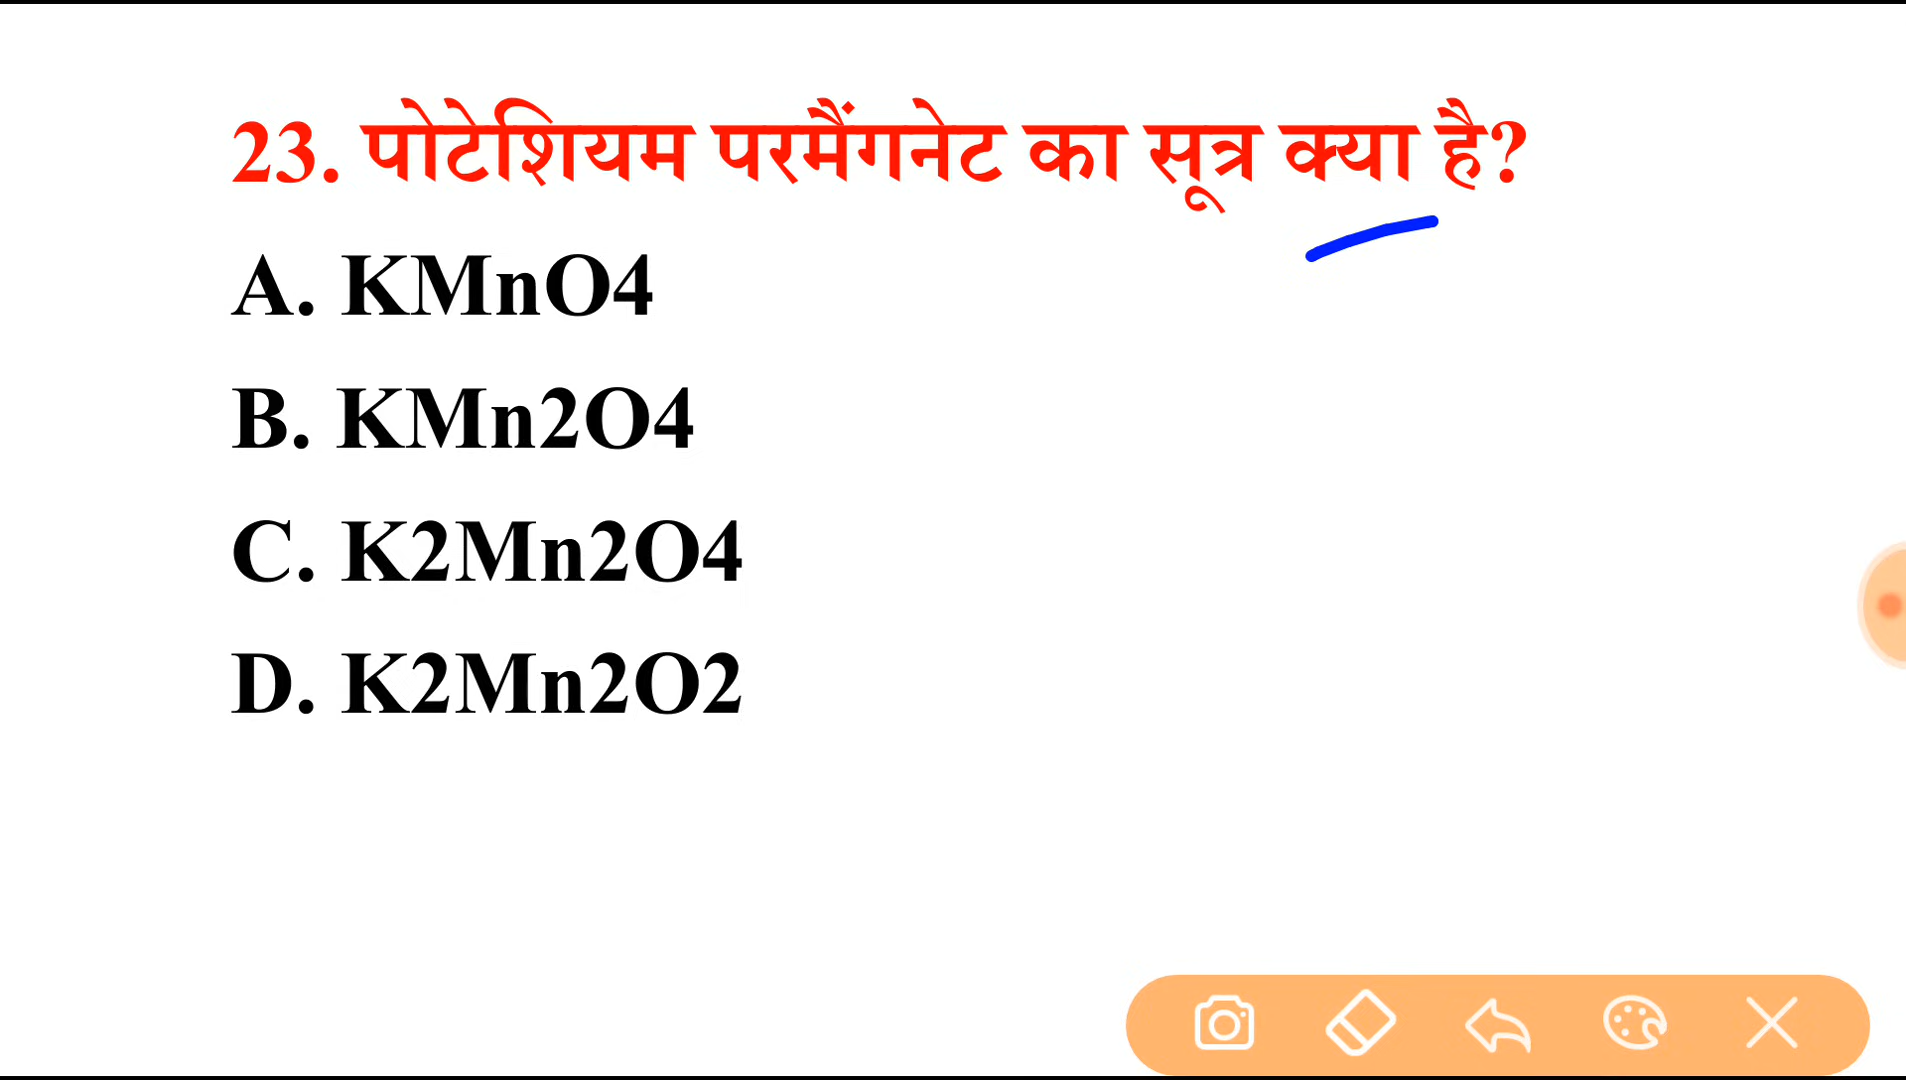 23. पोटेशियम परमैंगनेट का सूत्र क्या है?
A. KMnO4
B. KMn2O4
C. K2Mn2O4
D. K2Mn2O2